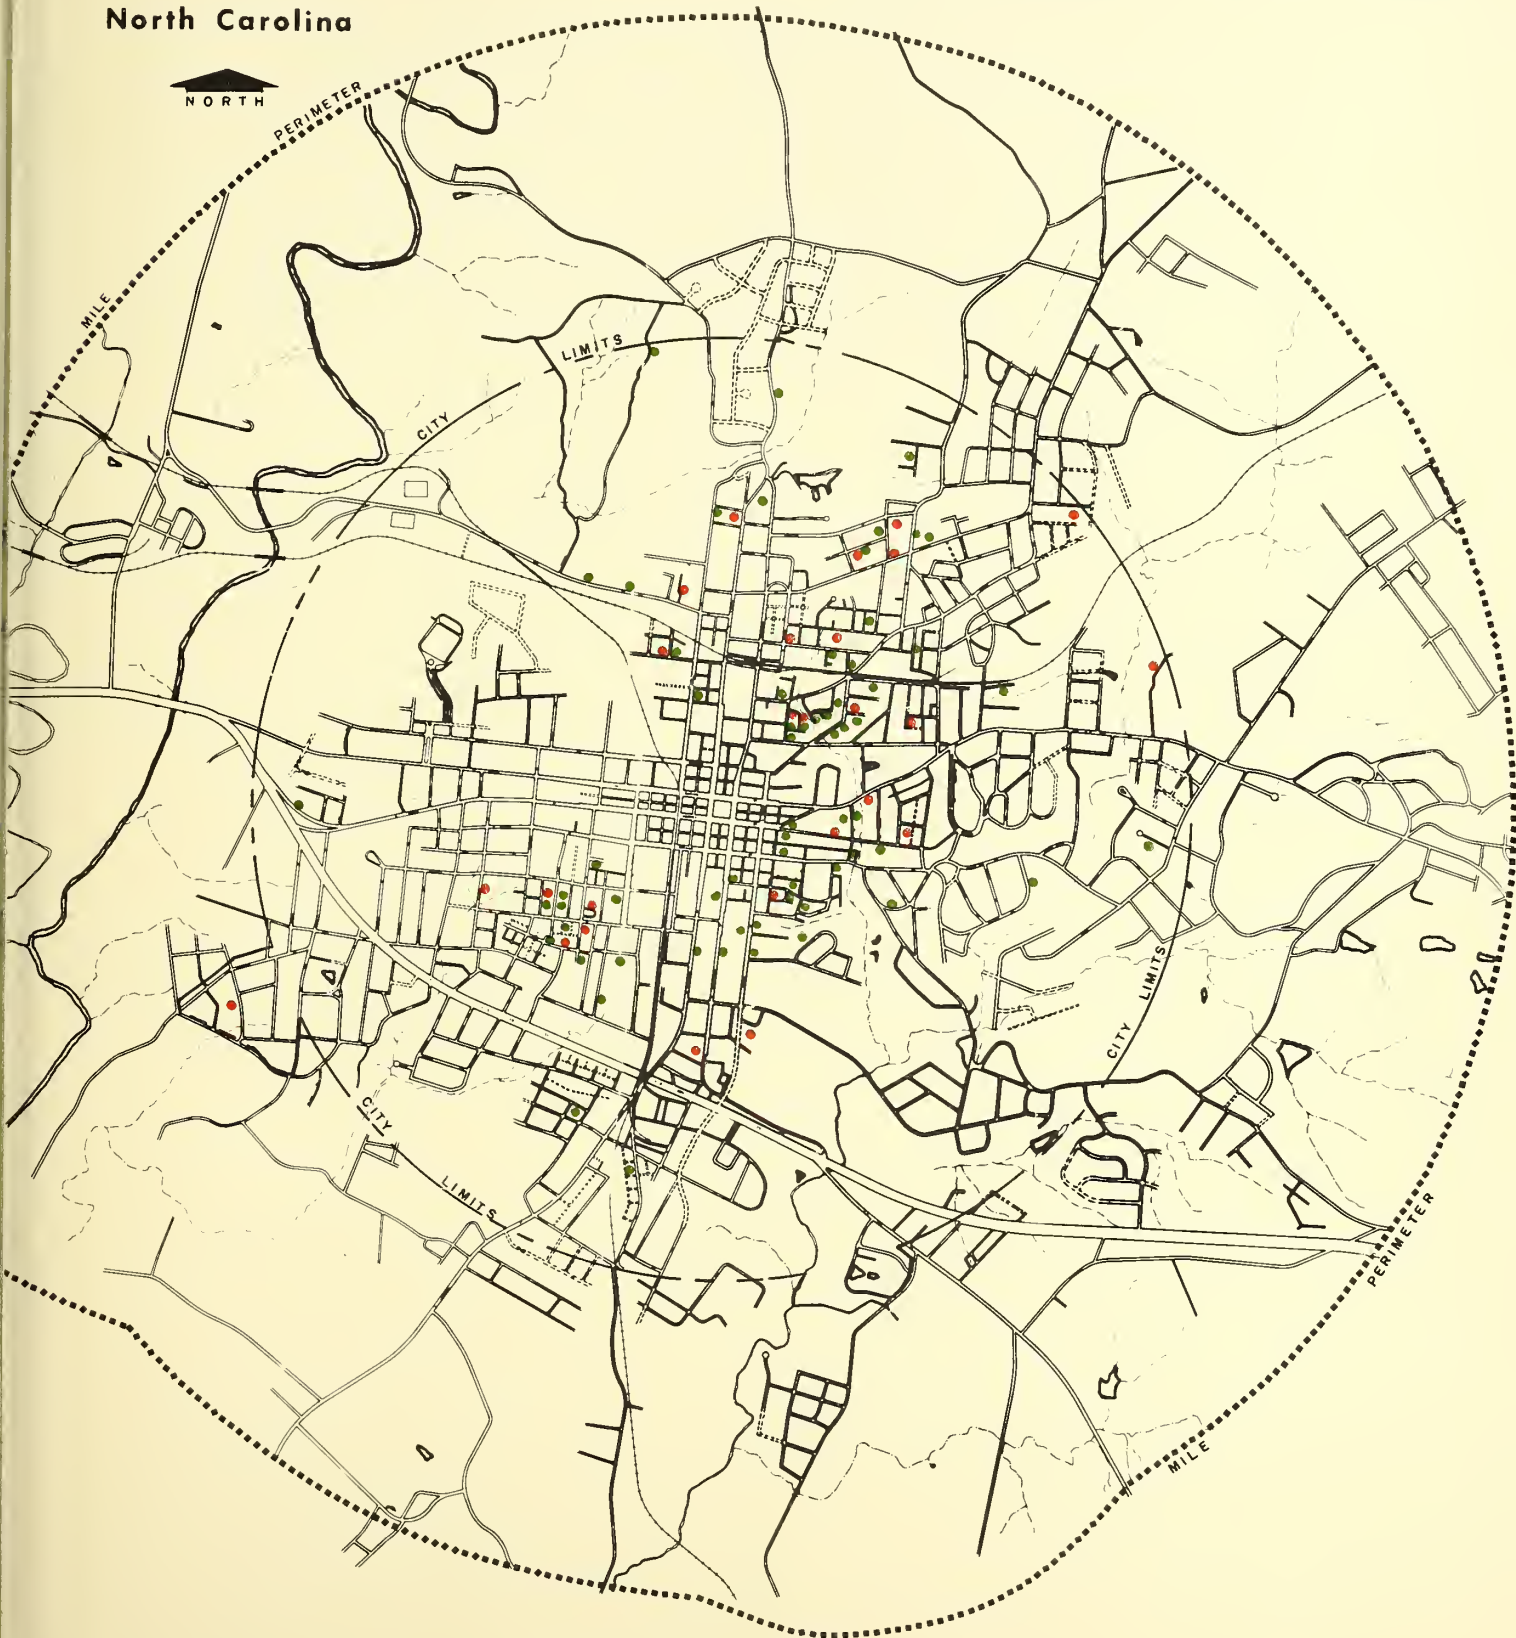 North Carolina
NORTH
PERIMETER
MILE
LIMITS
CITY
LIMITS
CITY
CITY
LIMITS
PERIMETER
MILE